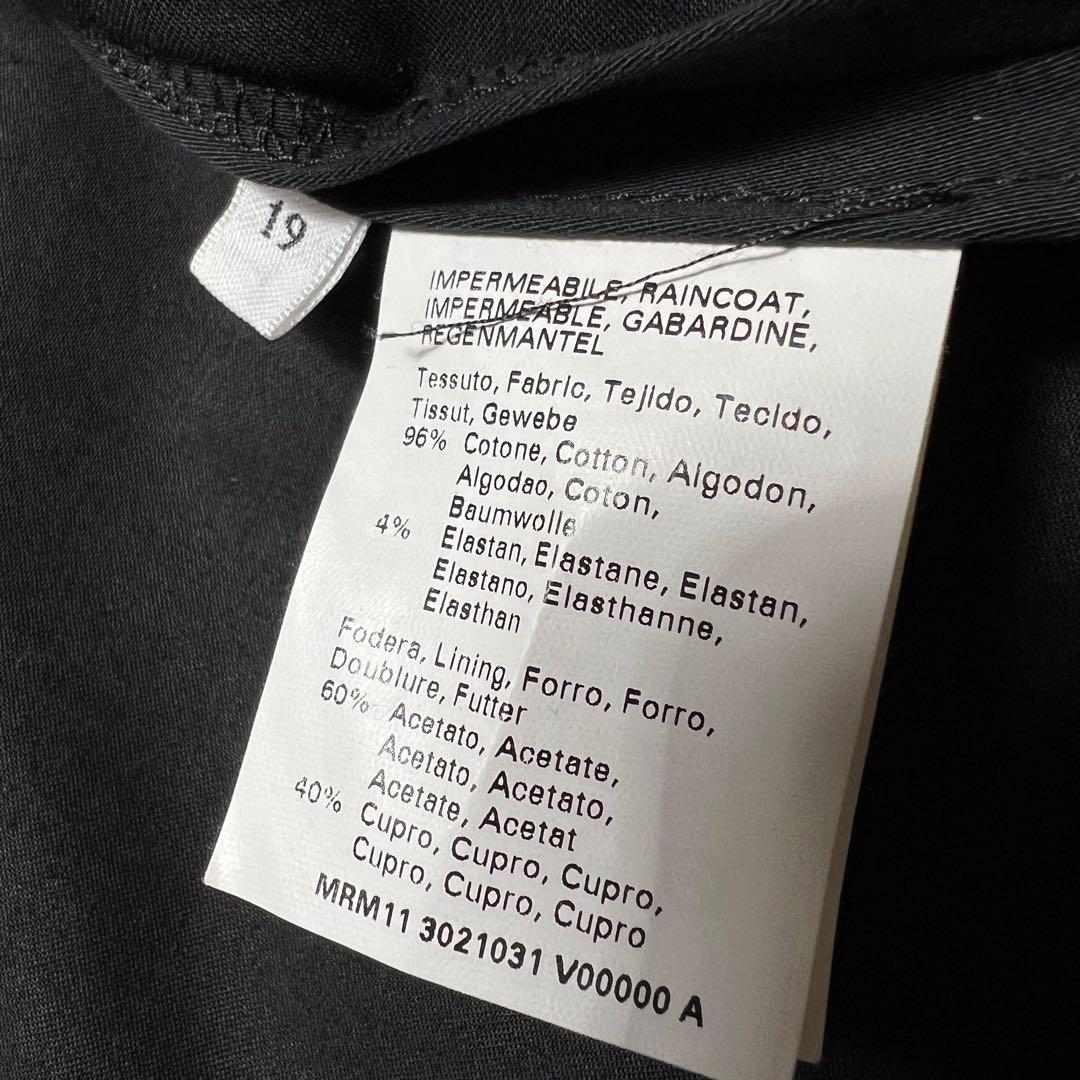 19
IMPERMEABILE, RAINCOAT,
IMPERMEABLE, GABARDINE,
REGENMANTEL
Tessuto, Fabric, Tejido, Tecido,
Tissut, Gewebe
96% Cotone, Cotton, Algodon,
Algodao, Coton,
Baumwolle
4% Elastan, Elastane, Elastan,
Elastano, Elasthanne,
Elasthan
Fodera, Lining, Forro, Forro,
Doublure, Futter
60% Acetato, Acetate,
Acetato, Acetato,
Acetate, Acetat
40% Cupro, Cupro, Cupro,
Cupro, Cupro, Cupro
MRM11 3021031 V00000 A